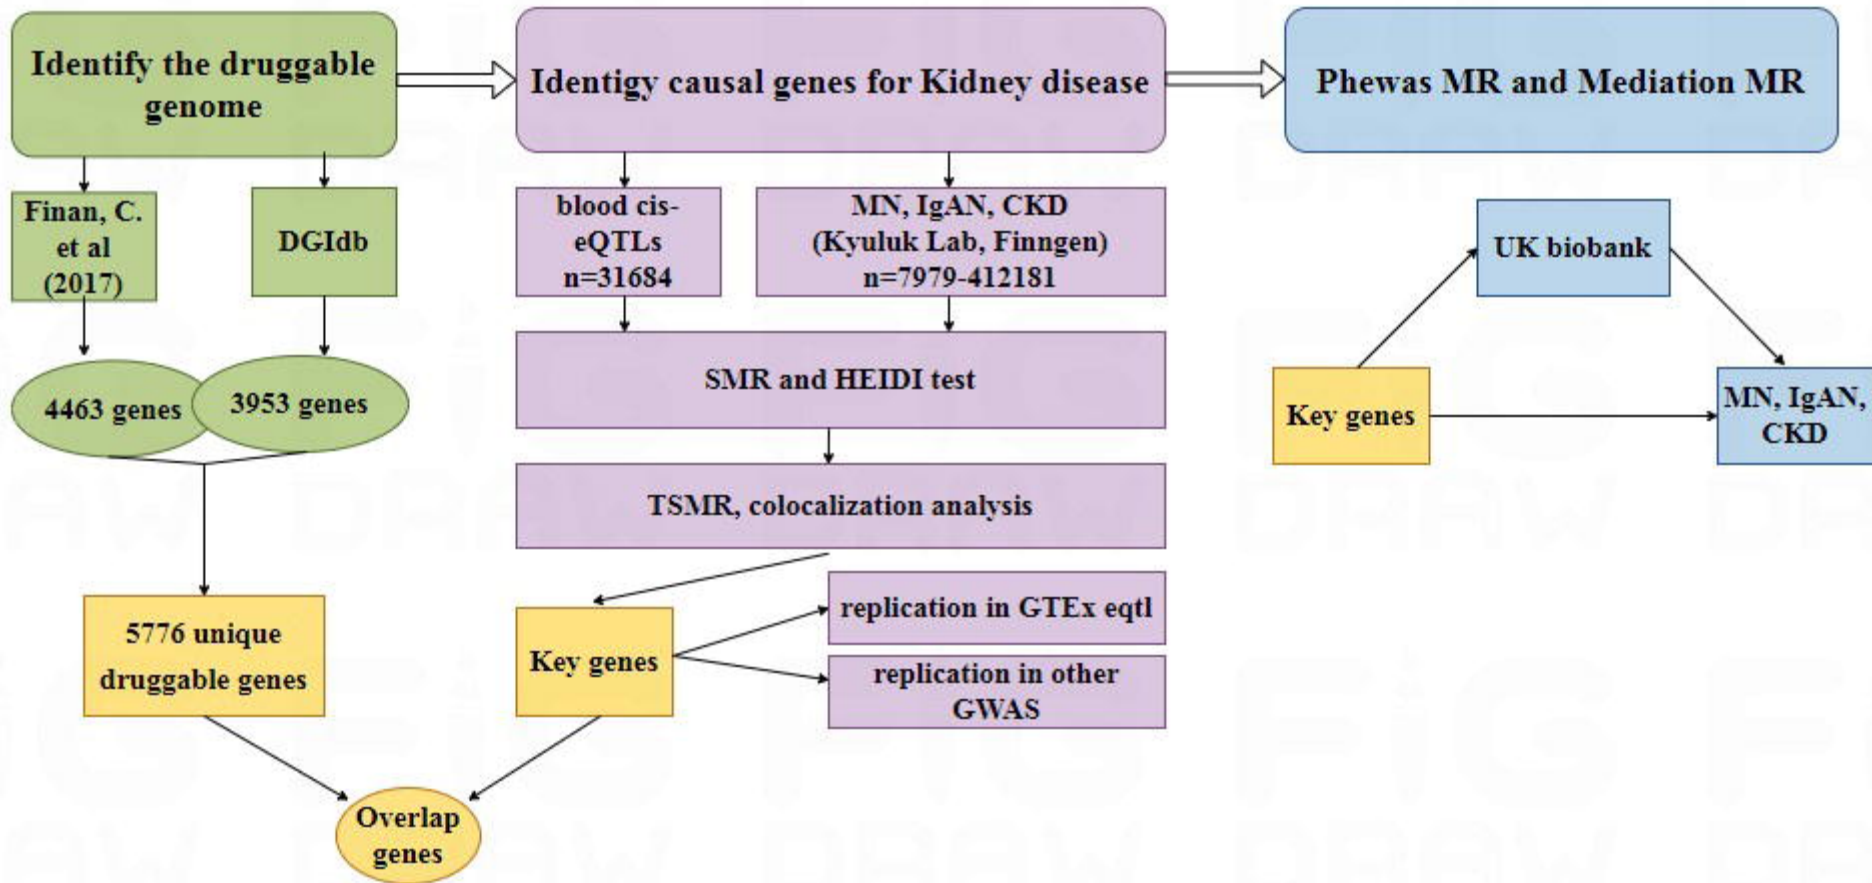 Identify the druggable
genome
Identigy causal genes for Kidney disease
Phewas MR and Mediation MR
Finan, C.
et al
(2017)
DGIdb
blood cis-
eQTLs
n=31684
MN, IgAN, CKD
(Kyuluk Lab, Finngen)
n=7979-412181
UK biobank
4463 genes
3953 genes
SMR and HEIDI test
Key genes
MN, IgAN,
CKD
TSMR, colocalization analysis
5776 unique
druggable genes
Key genes
replication in GTEx eqtl
replication in other
GWAS
Overlap
genes